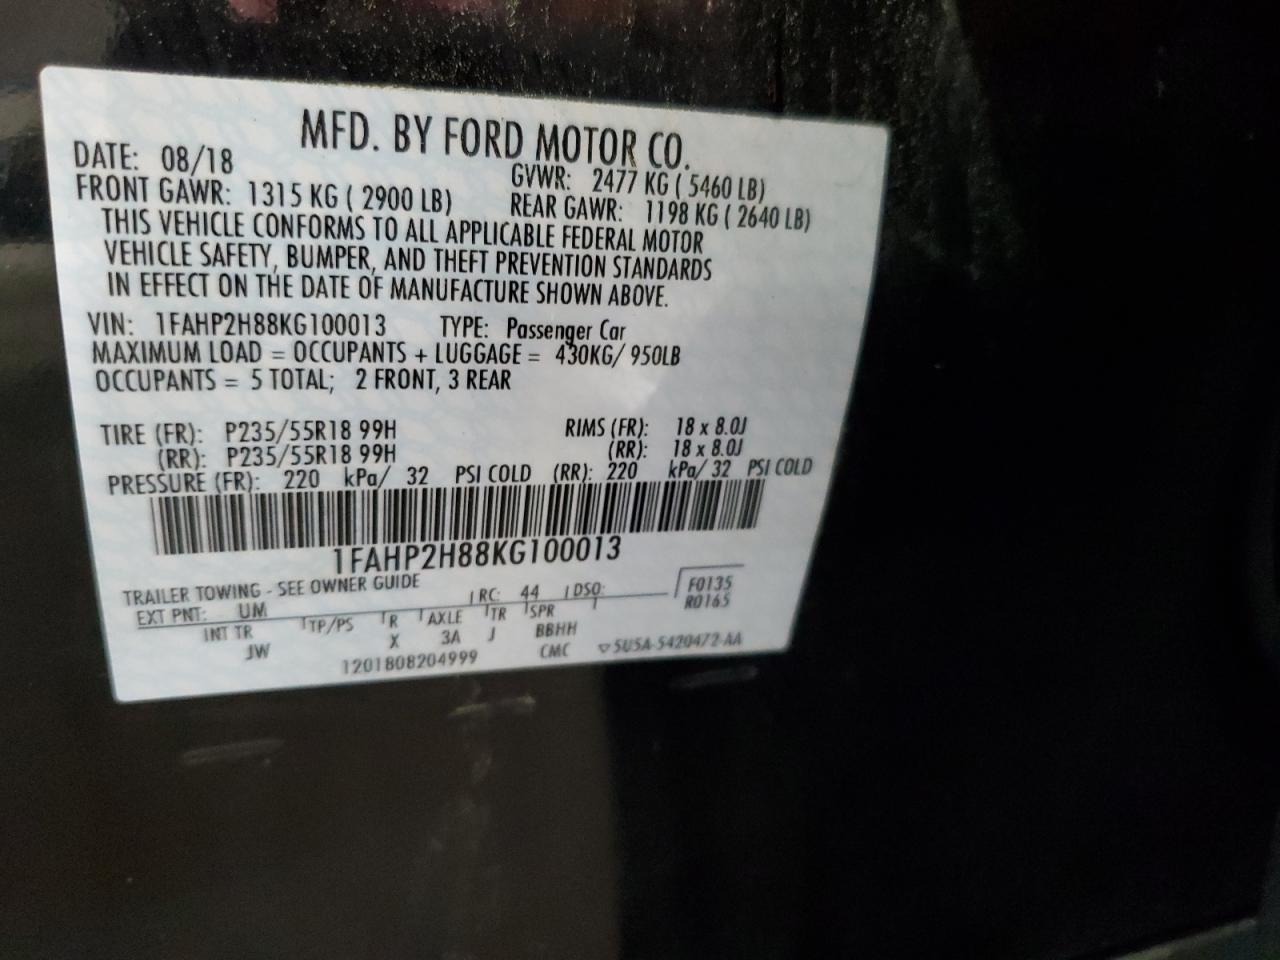 MFD. BY FORD MOTOR CO.
DATE: 08/18 GVWR: 2477 KG ( 5460 LB)
FRONT GAWR: 1315 KG ( 2900 LB) REAR GAWR: 1198 KG ( 2640 LB)
THIS VEHICLE CONFORMS TO ALL APPLICABLE FEDERAL MOTOR
VEHICLE SAFETY, BUMPER, AND THEFT PREVENTION STANDARDS
IN EFFECT ON THE DATE OF MANUFACTURE SHOWN ABOVE.
VIN: 1FAHP2H88KG100013 TYPE: Passenger Car
MAXIMUM LOAD = OCCUPANTS + LUGGAGE = 430KG/ 950LB
OCCUPANTS = 5 TOTAL; 2 FRONT, 3 REAR
TIRE (FR): P235/55R18 99H RIMS (FR): 18 x 8.0J
(RR): P235/55R18 99H (RR): 18 x 8.0J
PRESSURE (FR): 220 kPa/ 32 PSI COLD (RR): 220 kPa/ 32 PSI COLD
1FAHP2H88KG100013
TRAILER TOWING - SEE OWNER GUIDE
EXT PNT: UM RC: 44 DSO: F0135
R0165
INT TR TP/PS R AXLE TR SPR
JW X 3A J BBHH
1201808204999 CMC ▽5U5A-5420472-AA